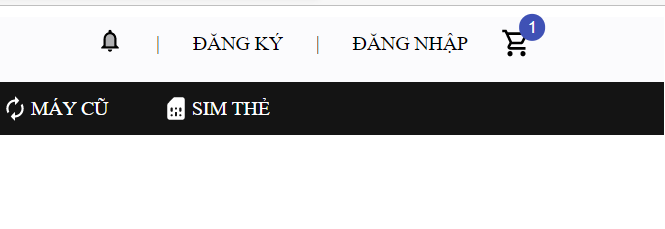 | ĐĂNG KÝ | ĐĂNG NHẬP 1
MÁY CŨ SIM THẺ